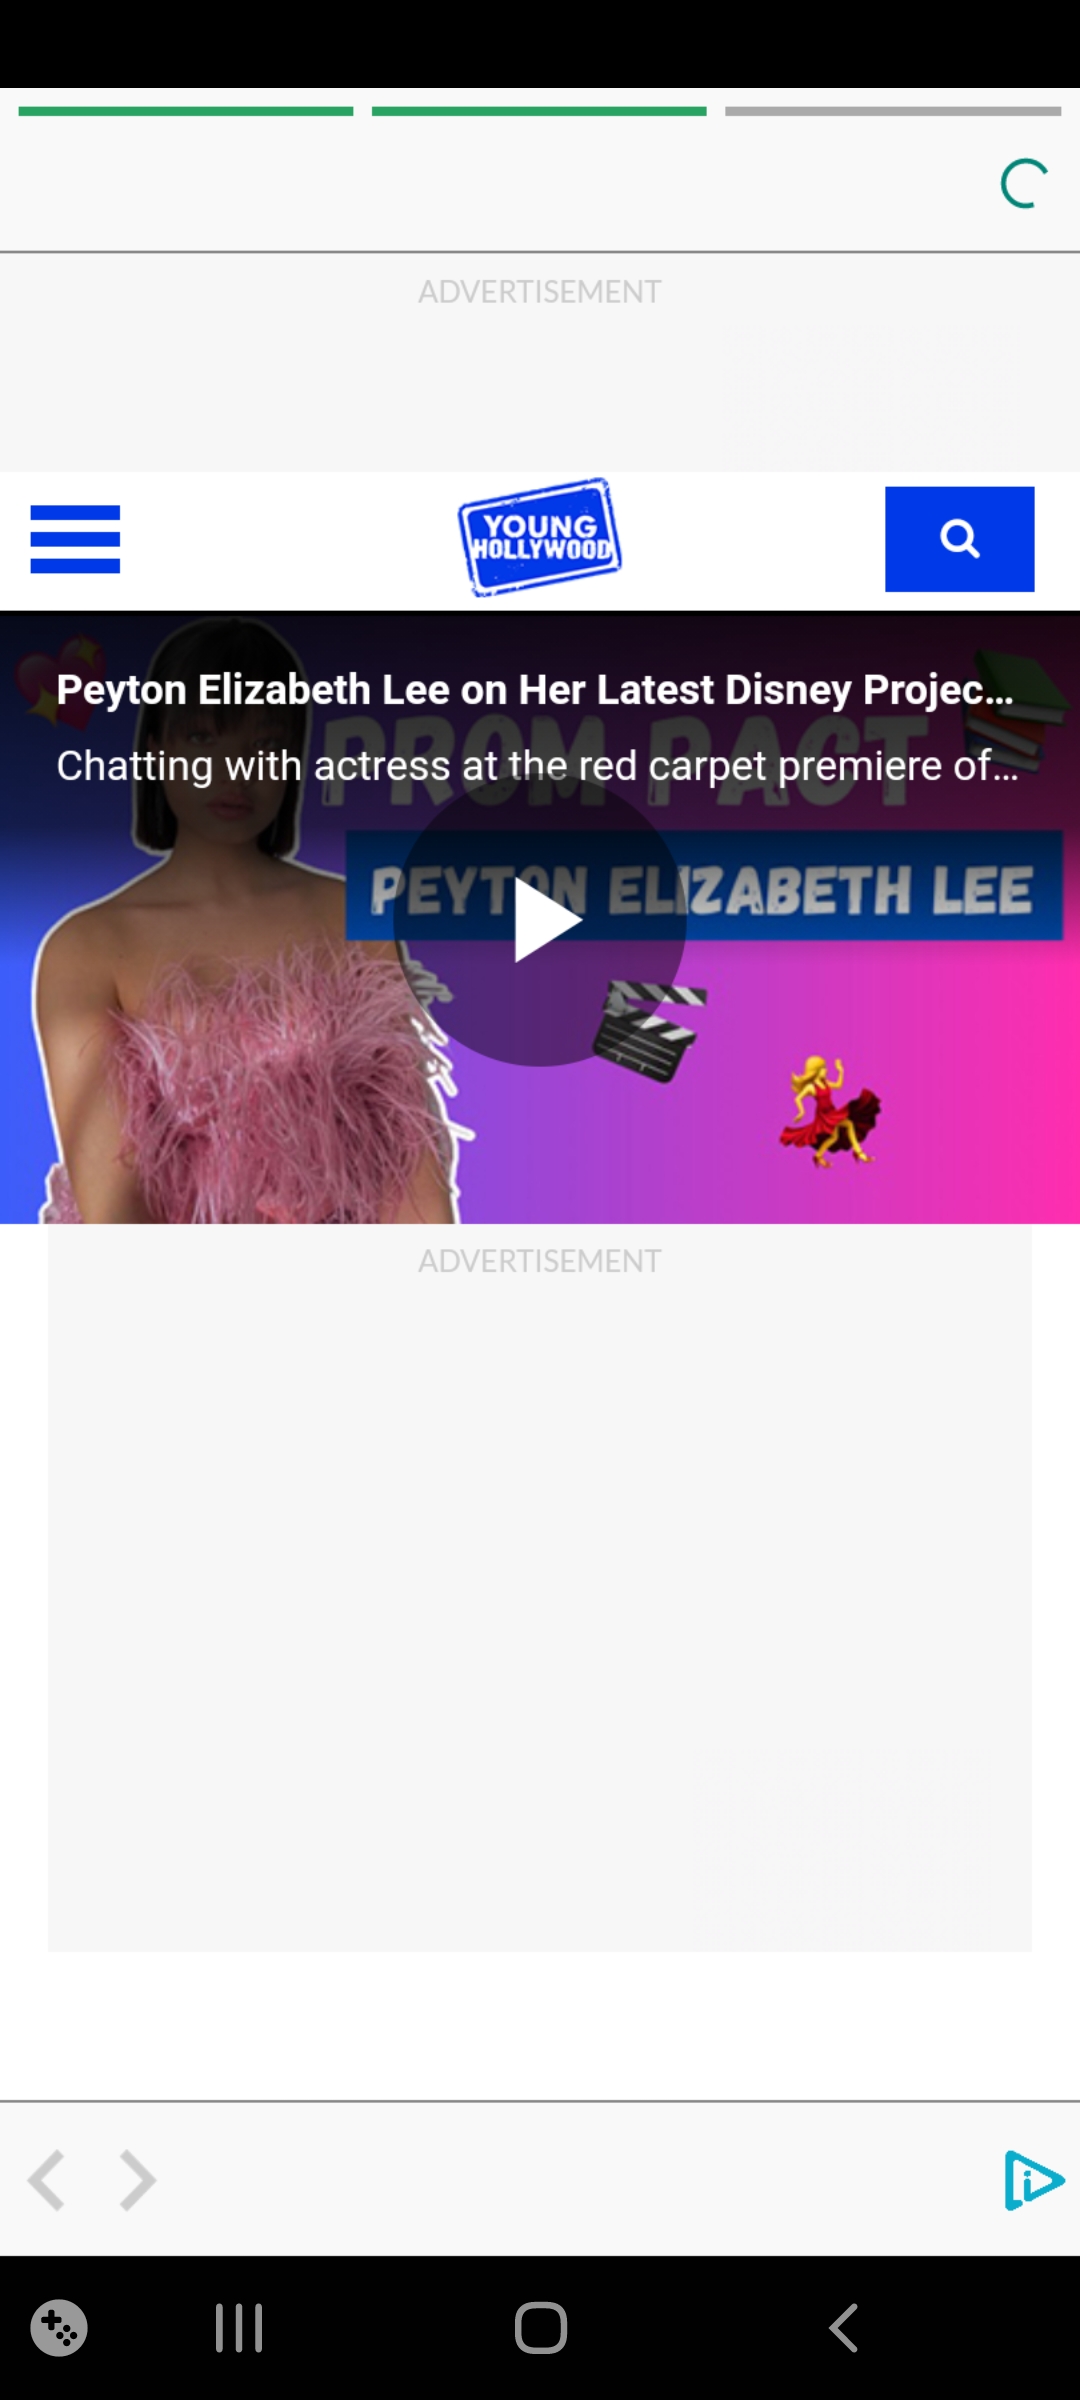 ADVERTISEMENT
YOUNG
HOLLYWOOD
Peyton Elizabeth Lee on Her Latest Disney Projec...
PROM PACT
Chatting with actress at the red carpet premiere of...
PEYTON ELIZABETH LEE
ADVERTISEMENT